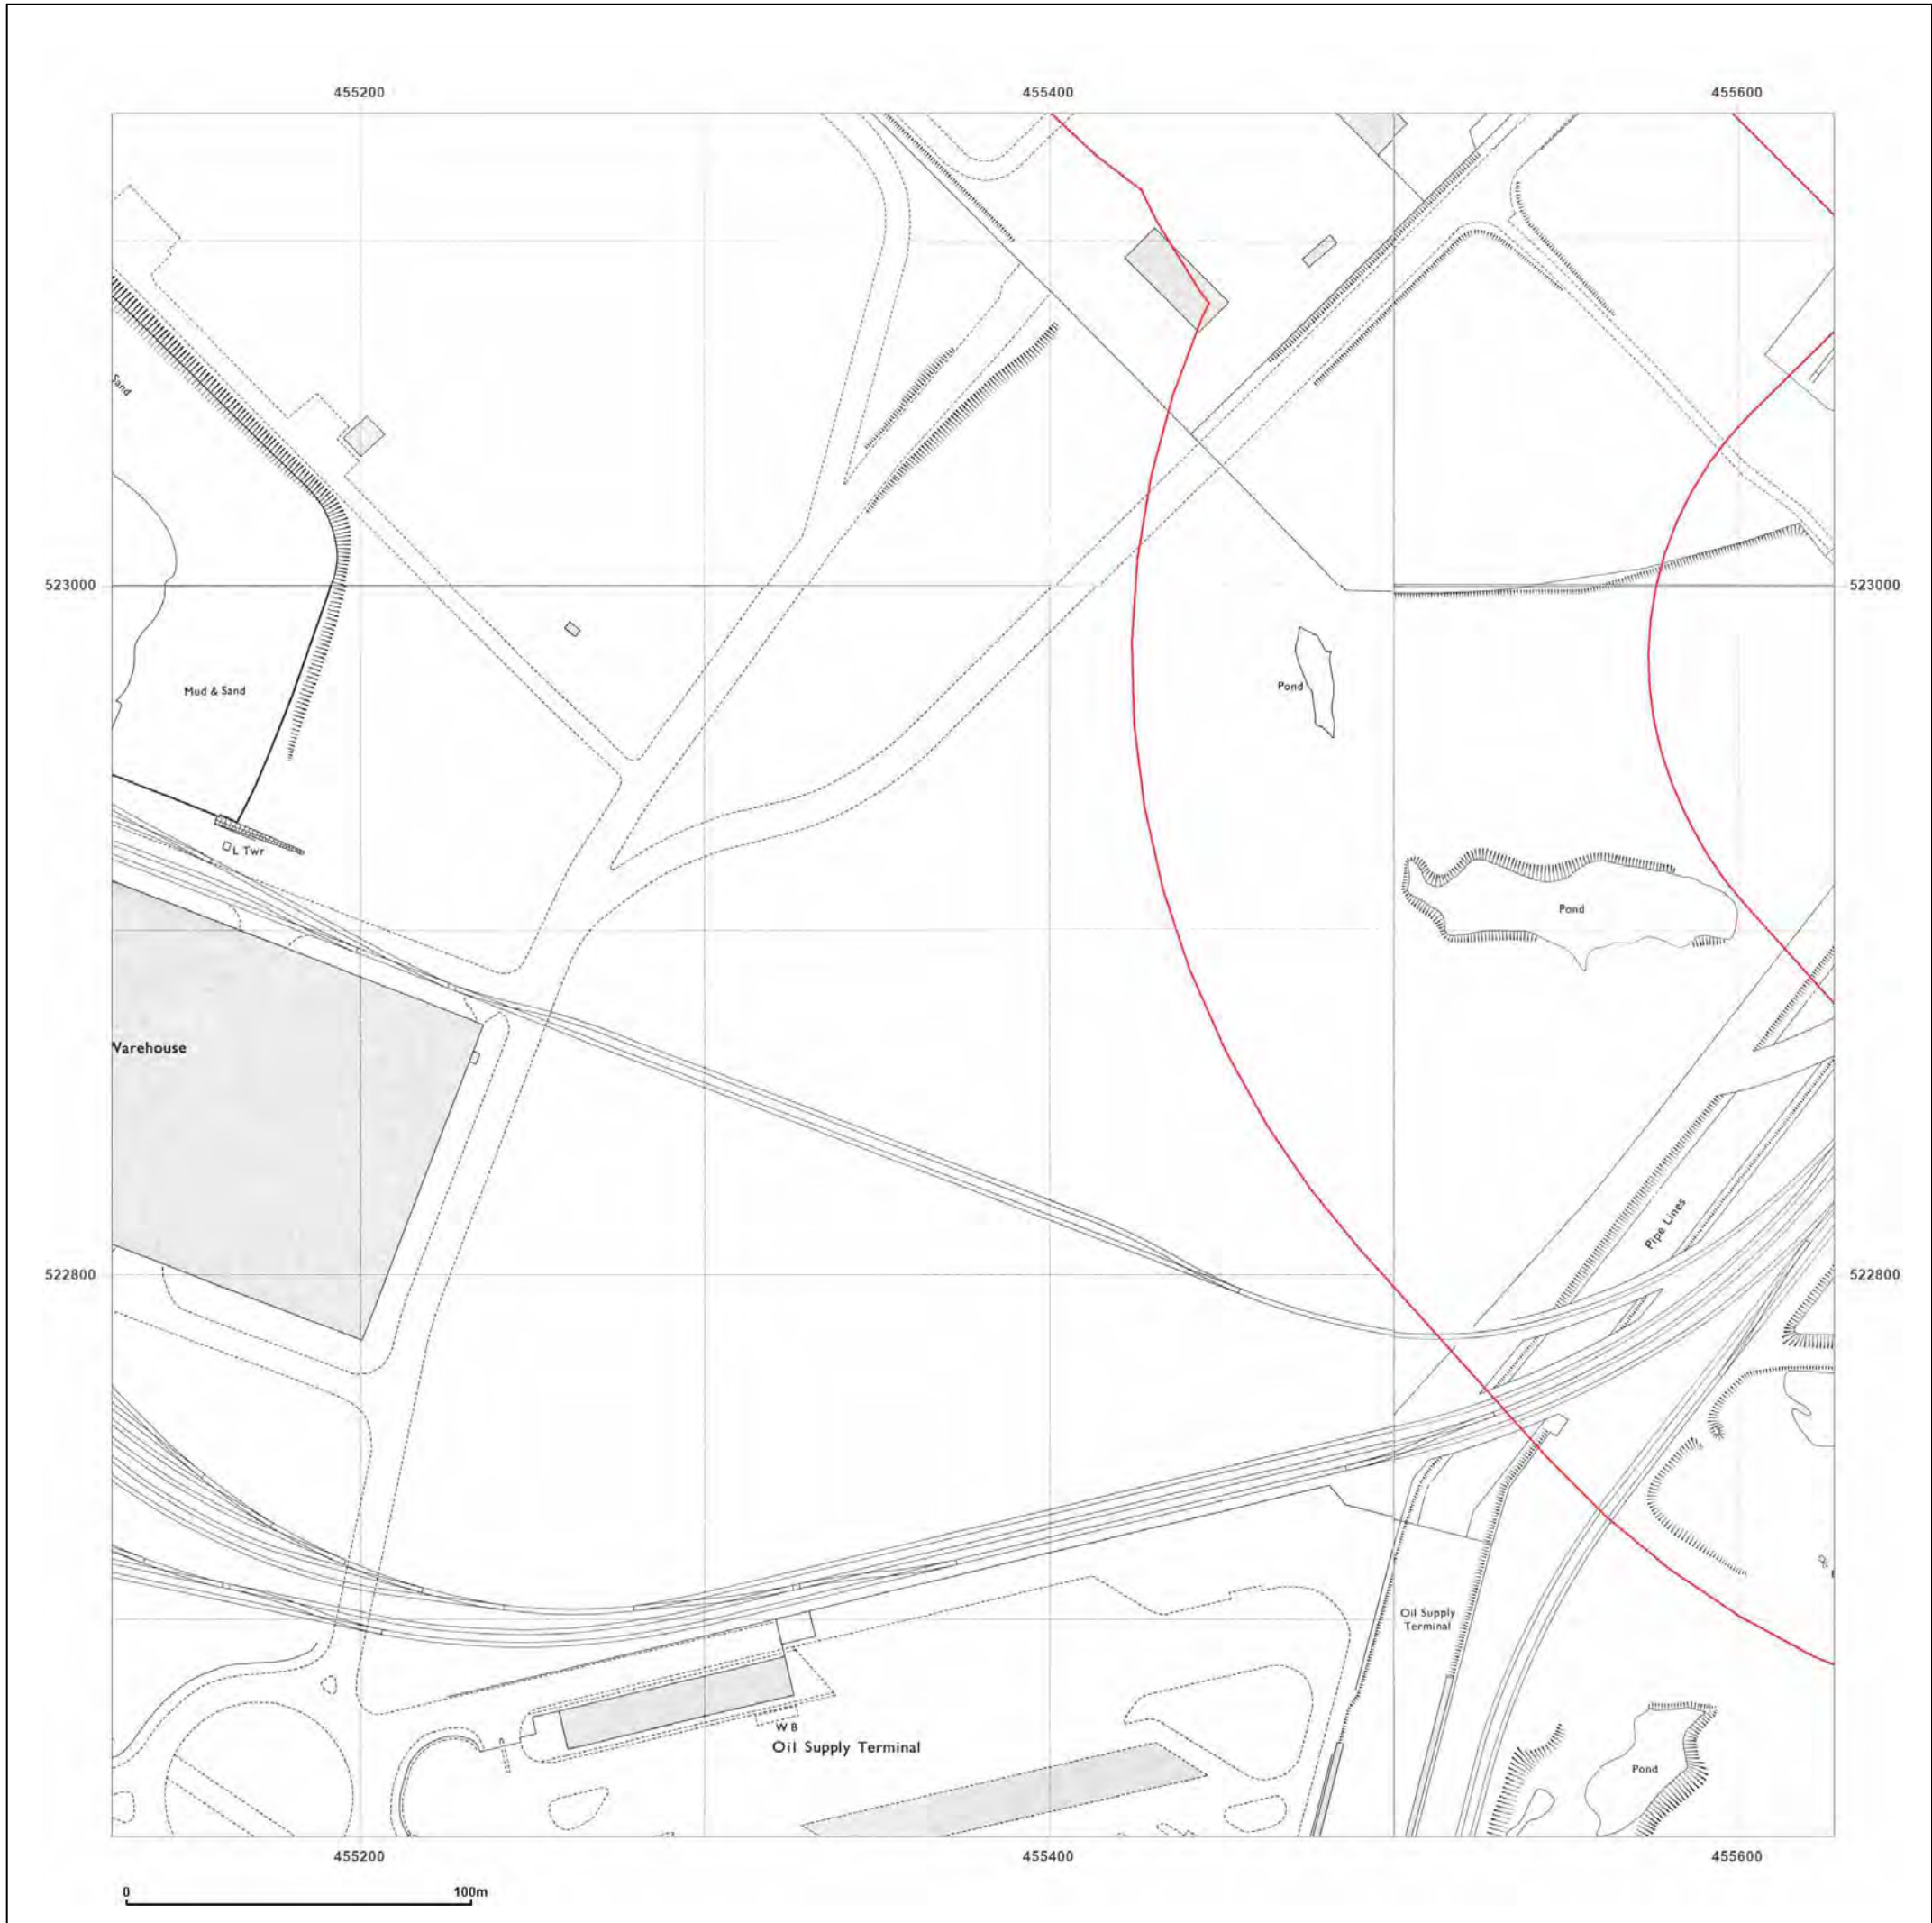 455200
455400
455600
Sand
523000
523000
Mud & Sand
Pond
L Twr
Pond
Warehouse
Pipe Lines
522800
522800
Oil Supply
Terminal
W B
Oil Supply Terminal
Pond
455200
455400
455600
0
100m